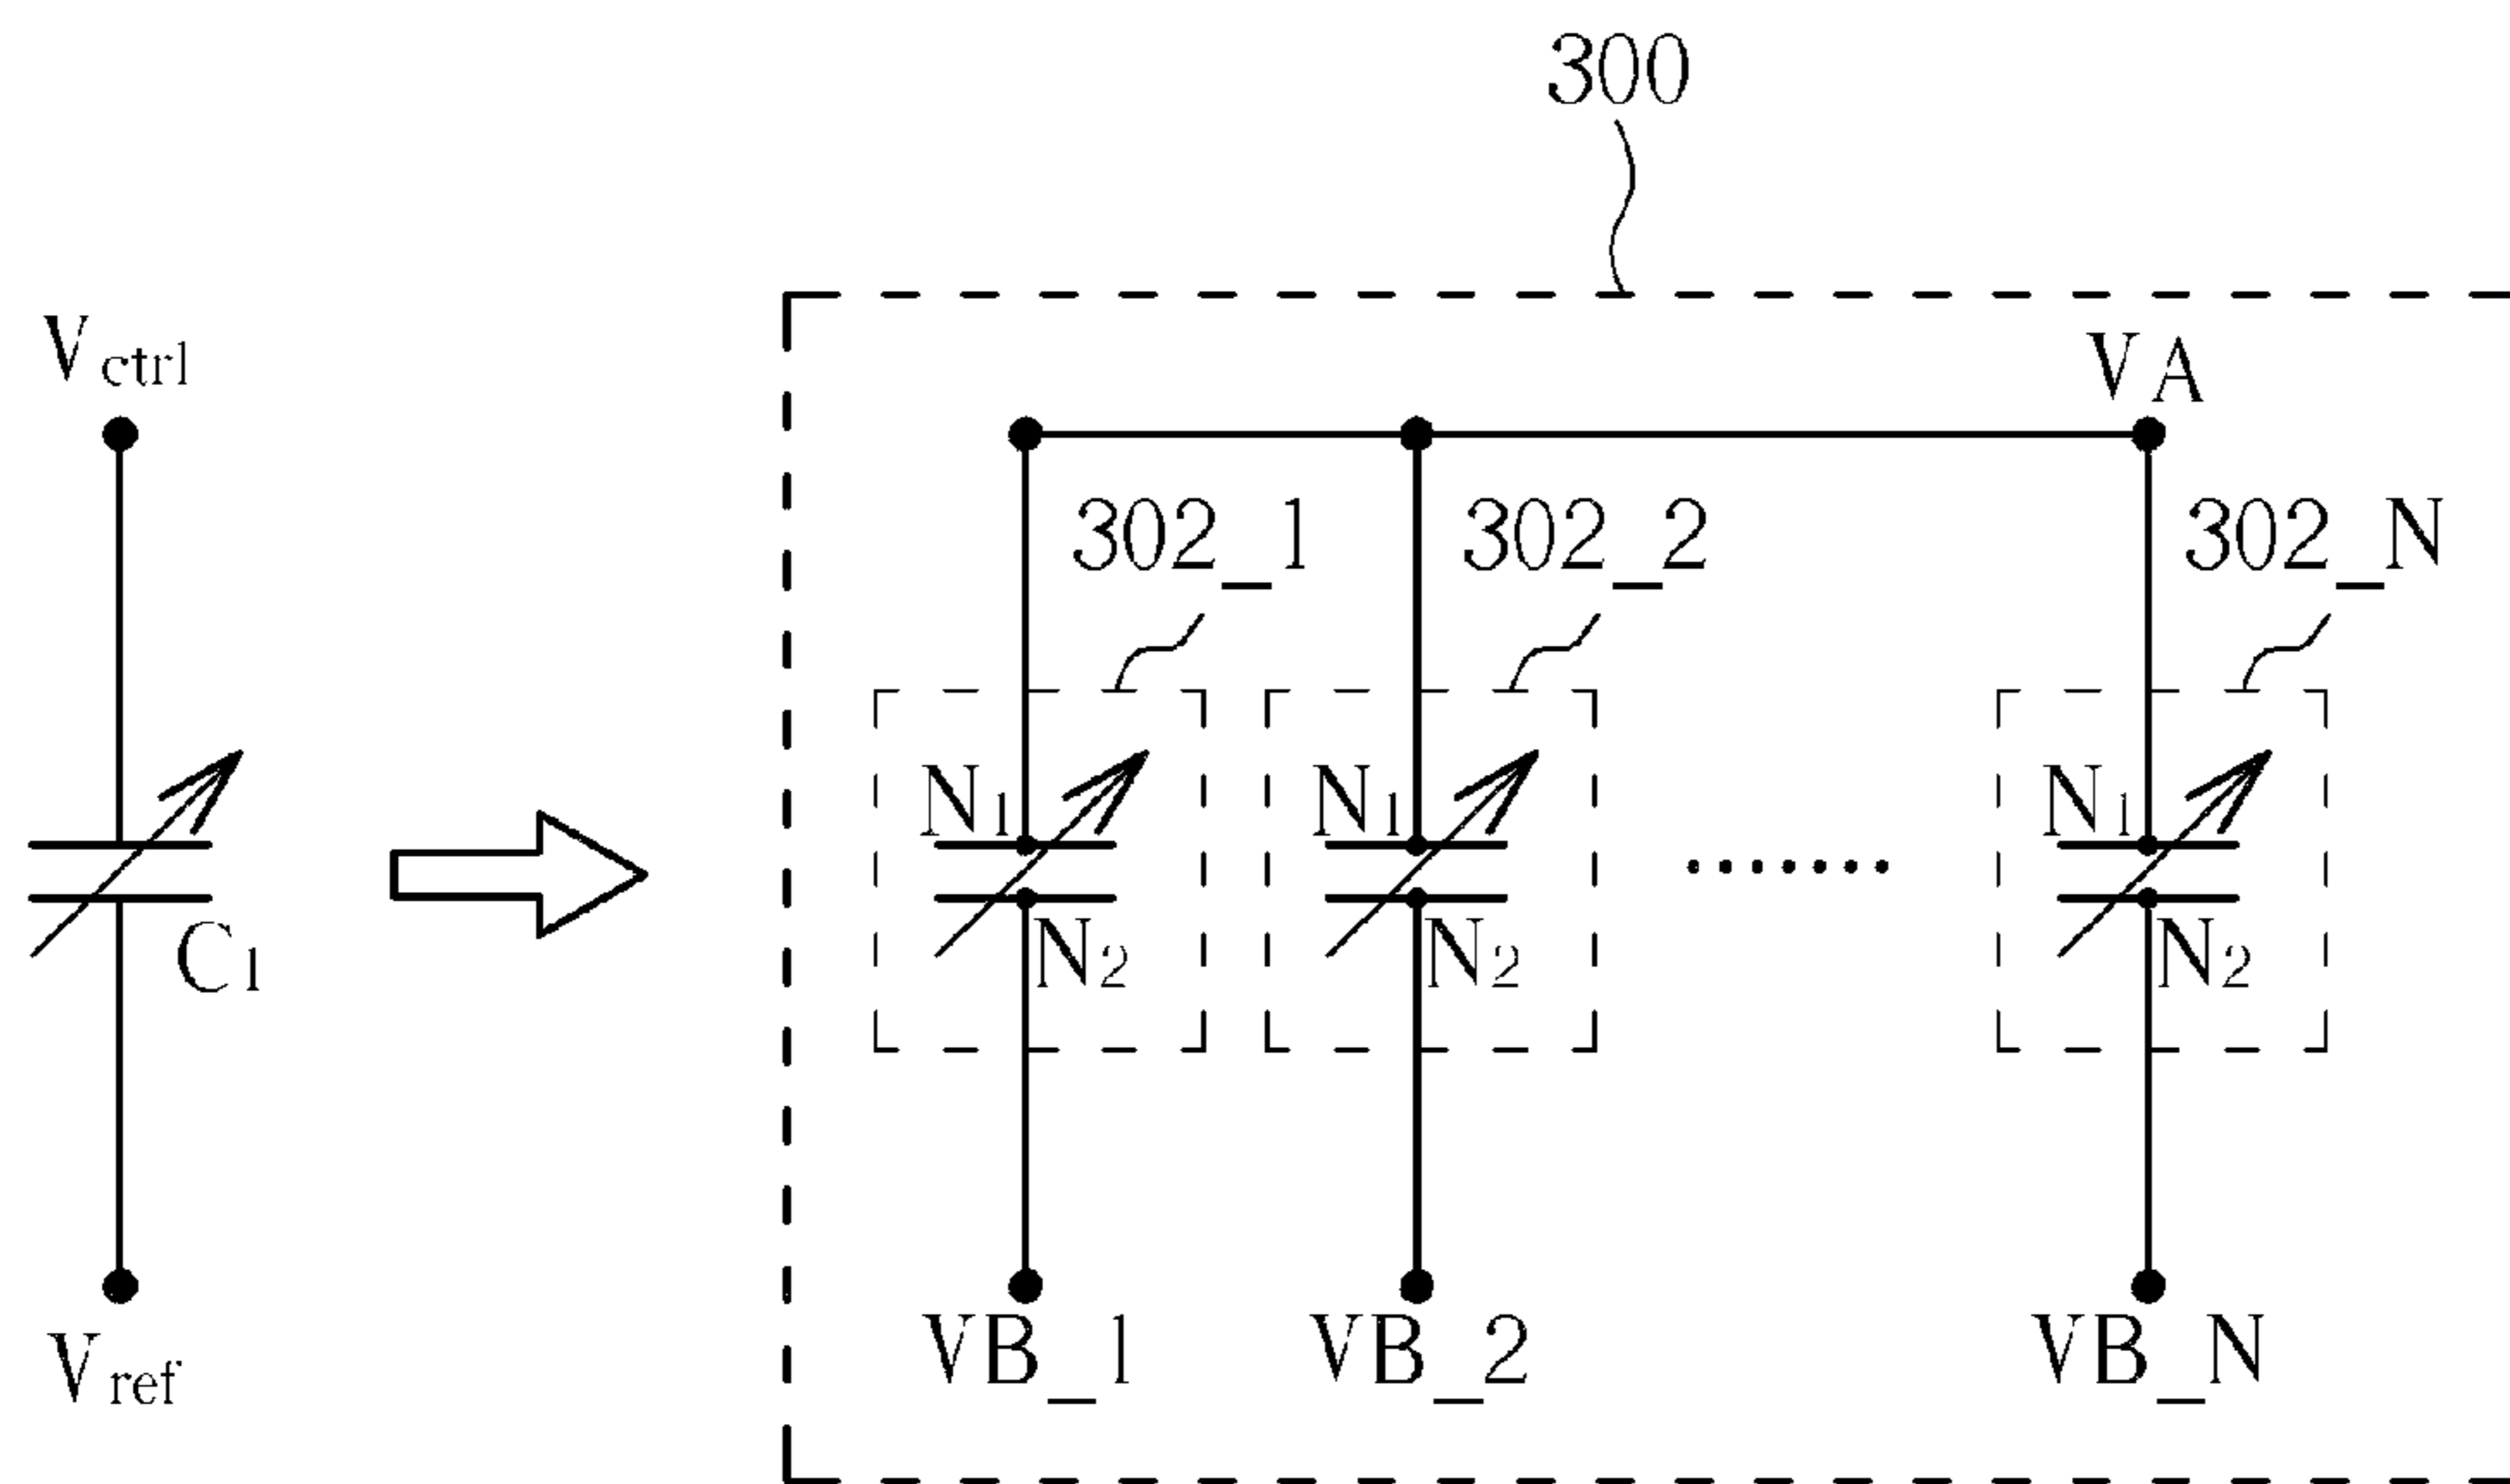 300
Vctrl
VA
302_1 302_2 302_N
N1 N1 N1
C1 N2 N2 N2
Vref VB_1 VB_2 VB_N